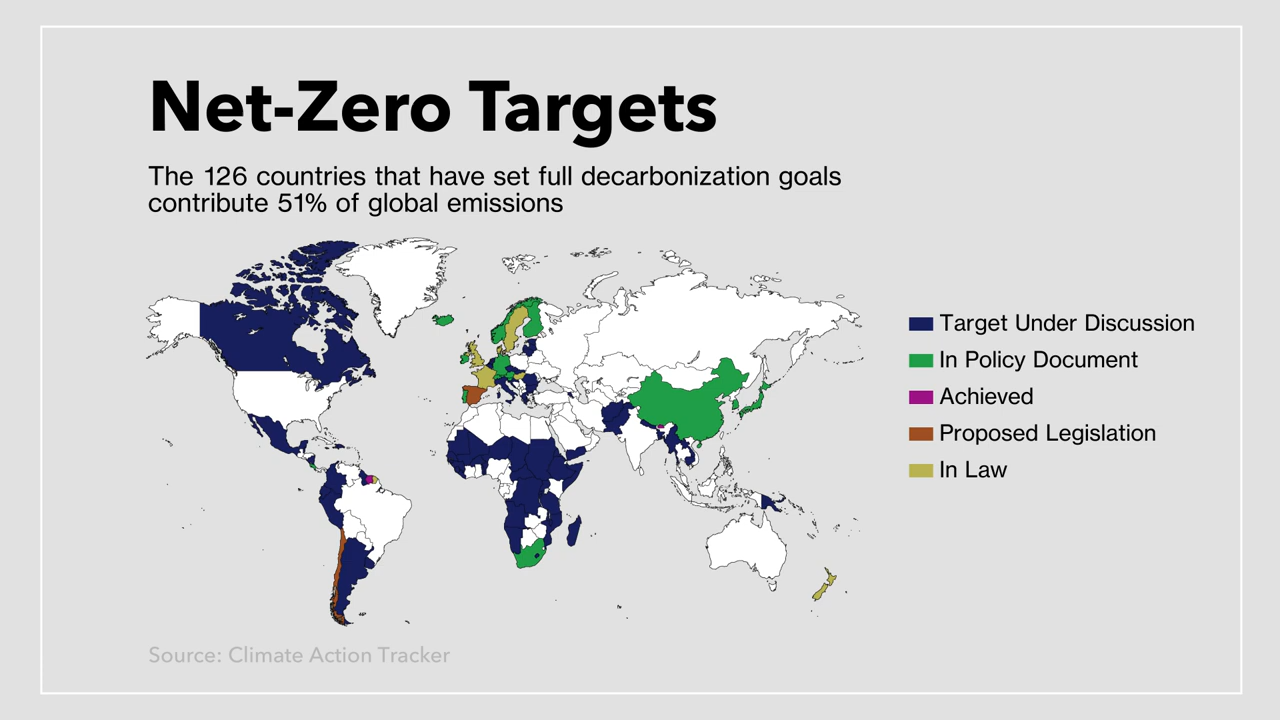 Net-Zero Targets
The 126 countries that have set full decarbonization goals
contribute 51% of global emissions
Target Under Discussion
In Policy Document
Achieved
Proposed Legislation
In Law
Source: Climate Action Tracker